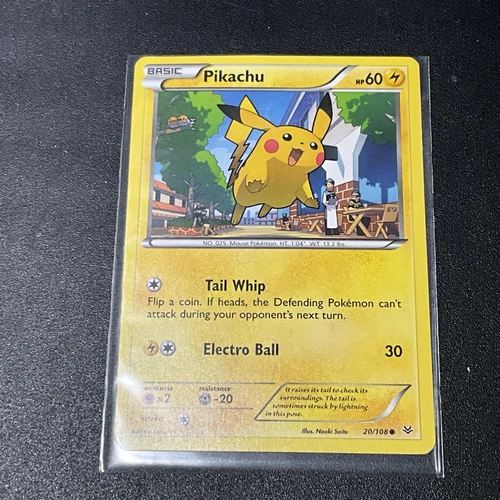 BASIC Pikachu HP60
NO. 025 Mouse Pokémon HT. 1'04" WT. 13.2 lbs.
Tail Whip
Flip a coin. If heads, the Defending Pokémon can't
attack during your opponent's next turn.
Electro Ball 30
weakness resistance
×2 -20
It raises its tail to check its
surroundings. The tail is
sometimes struck by lightning
in this pose.
Illus. Naoki Saito 20/108